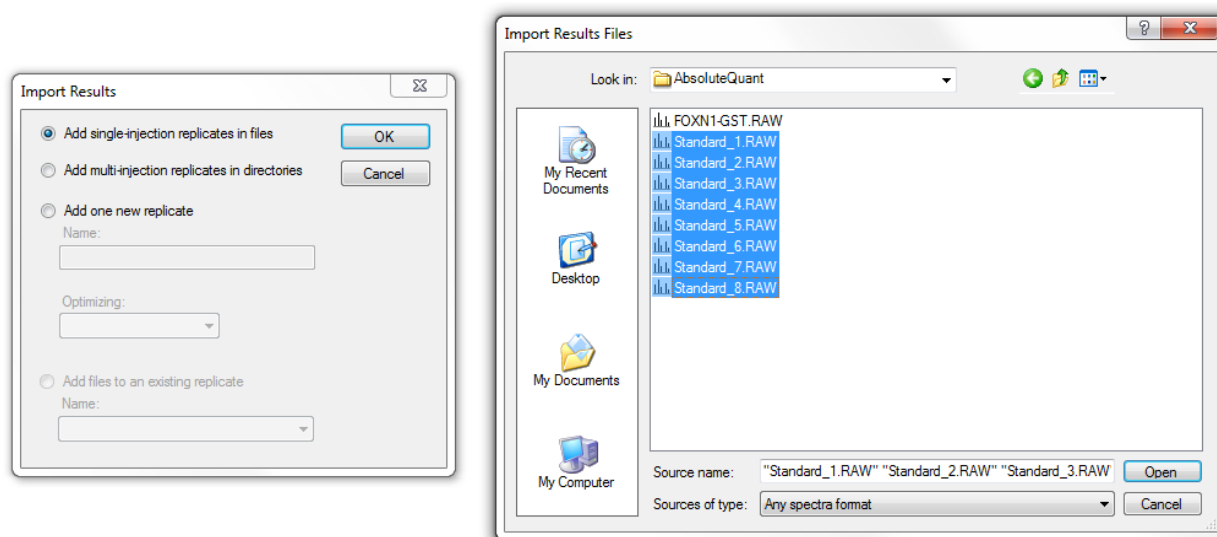 Import Results
Add single-injection replicates in files
OK
Add multi-injection replicates in directories
Cancel
Add one new replicate
Name:
Optimizing:
Add files to an existing replicate
Name:
Import Results Files
Look in:
AbsoluteQuant
My Recent
Documents
Desktop
My Documents
My Computer
FOXN1-GST.RAW
Standard_1.RAW
Standard_2.RAW
Standard_3.RAW
Standard_4.RAW
Standard_5.RAW
Standard_6.RAW
Standard_7.RAW
Standard_8.RAW
Source name:
"Standard_1.RAW" "Standard_2.RAW" "Standard_3.RAW
Open
Sources of type:
Any spectra format
Cancel